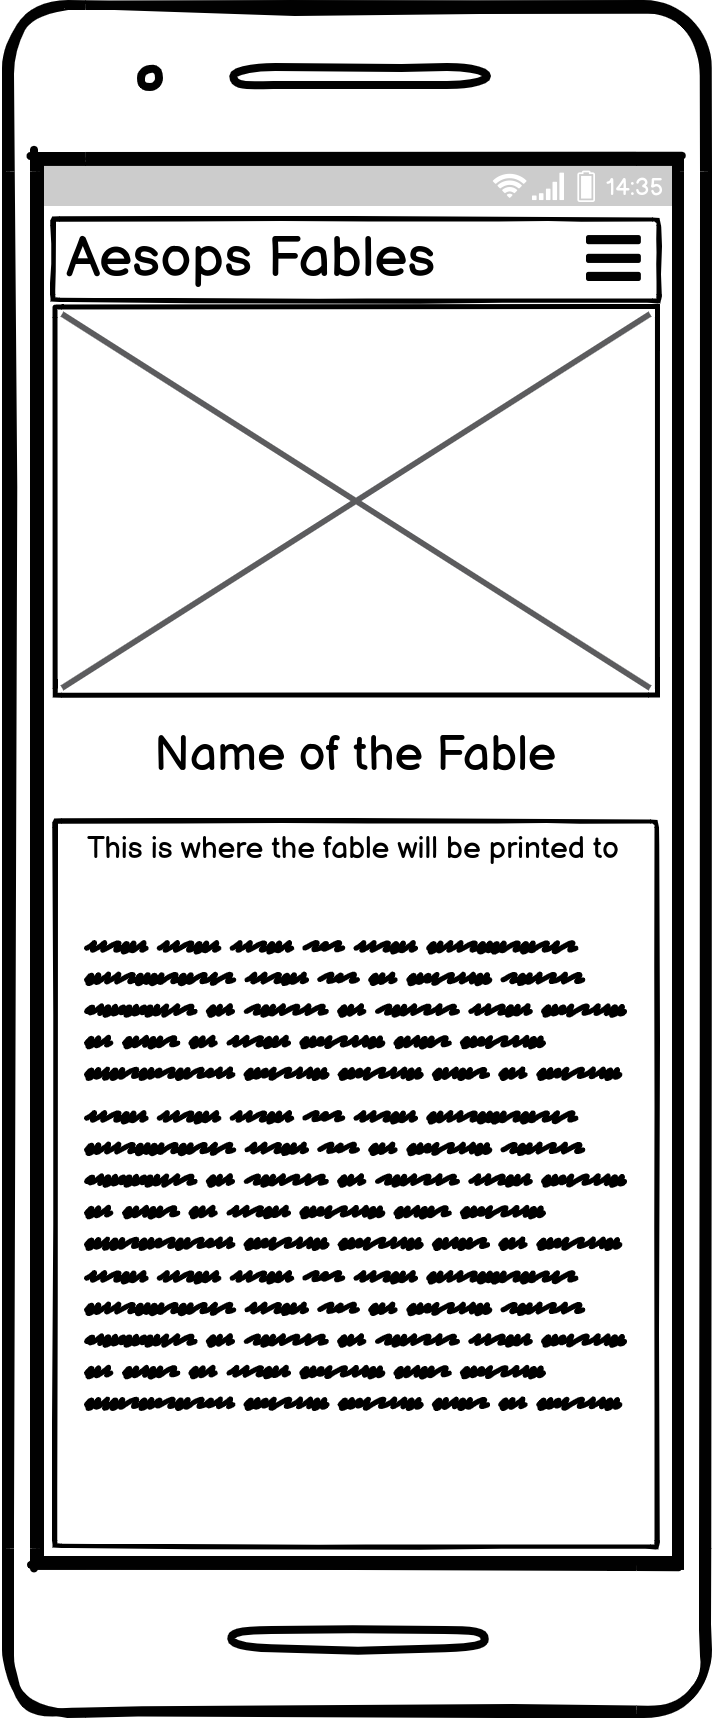 14:35
Aesops Fables
Name of the Fable
This is where the fable will be printed to